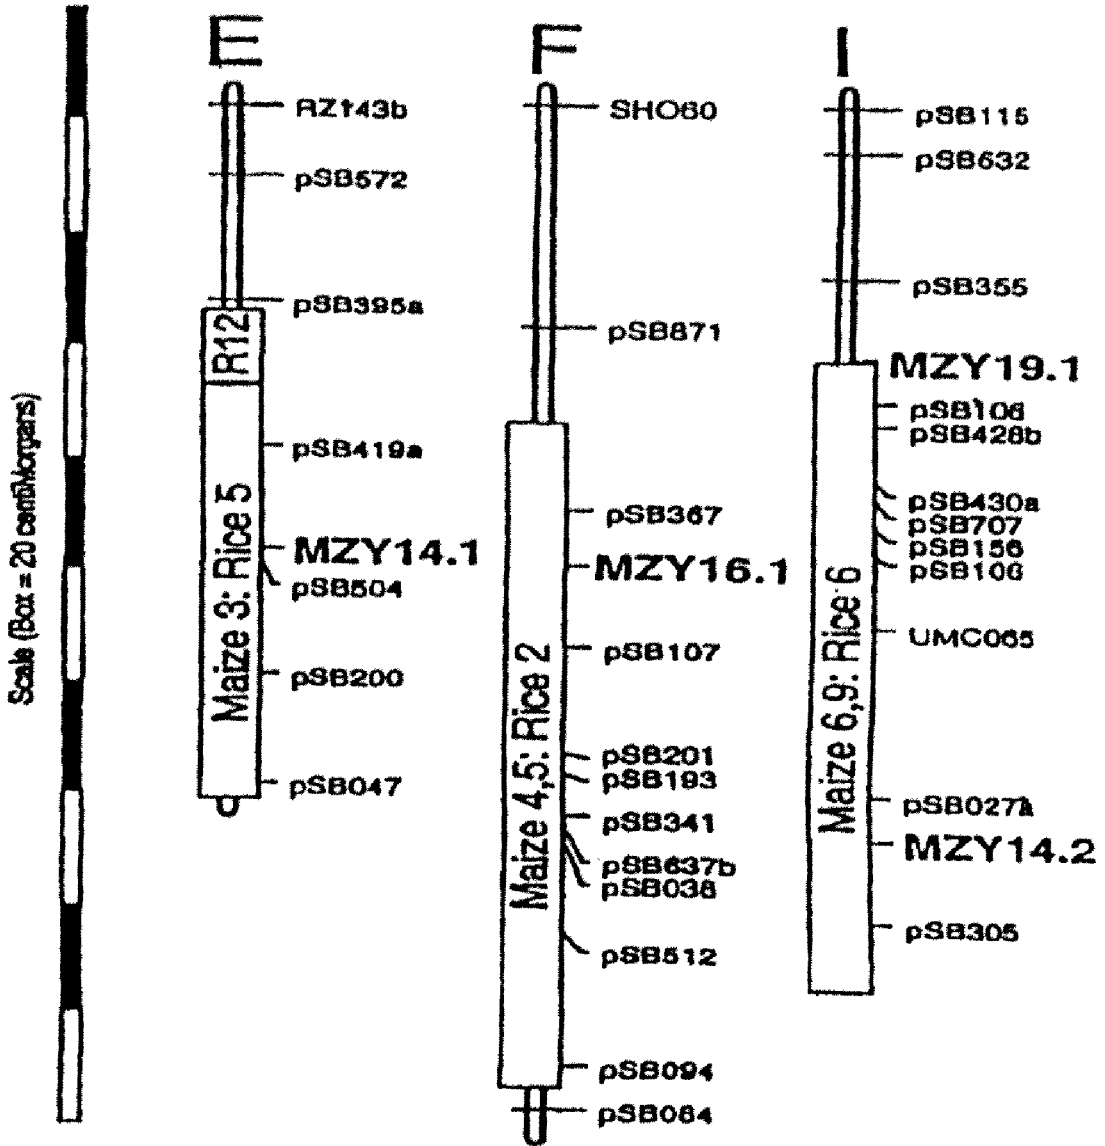 Scale (Box = 20 centiMorgans)
E
RZ143b
pSB572
pSB395a
R12
Maize 3: Rice 5
pSB419a
MZY14.1
pSB504
pSB200
pSB047
F
SHO60
pSB871
Maize 4,5: Rice 2
pSB367
MZY16.1
pSB107
pSB201
pSB193
pSB341
pSB637b
pSB038
pSB512
pSB094
pSB064
I
pSB115
pSB632
pSB355
Maize 6,9: Rice 6
MZY19.1
pSB106
pSB428b
pSB430a
pSB707
pSB156
pSB106
UMC065
pSB027a
MZY14.2
pSB305